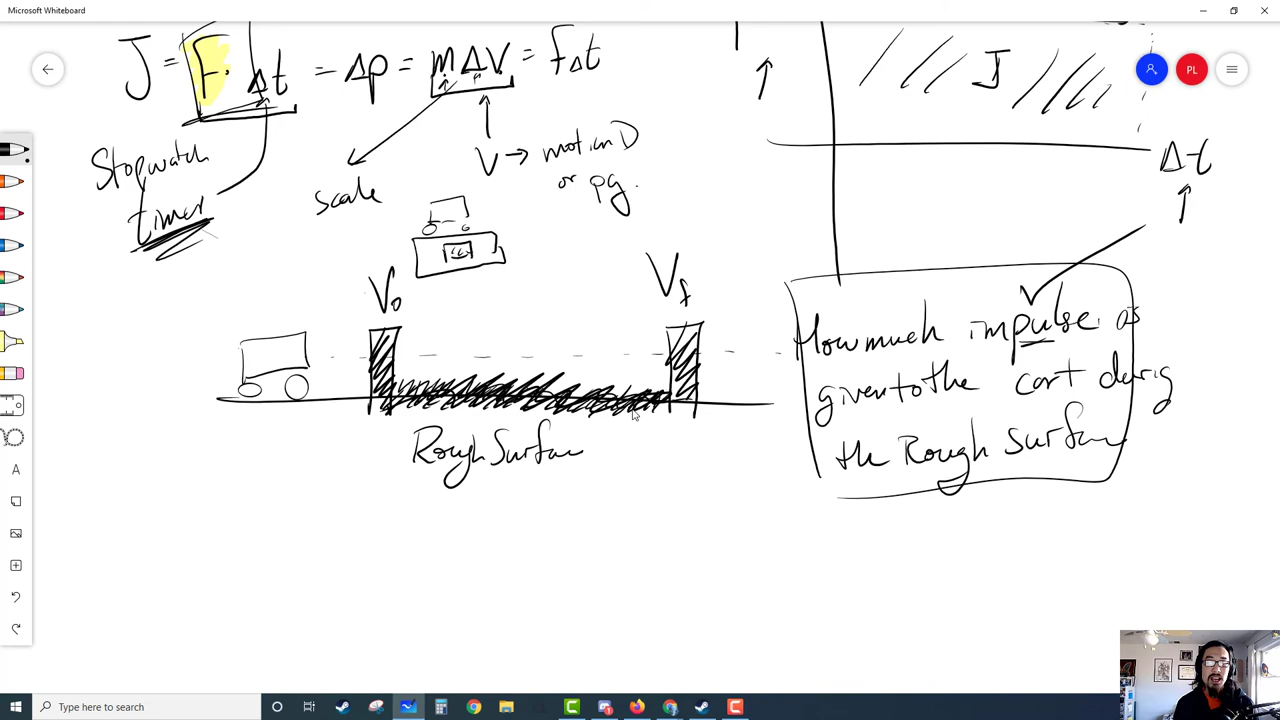 Microsoft Whiteboard
J = F · Δt = Δp = mΔV = fΔt
Stopwatch
timer
scale
V → motion D
or pg.
J
Δt
PL
V₀
Vf
Rough Surface
How much impulse is
given to the cart during
the Rough surface
A
Type here to search